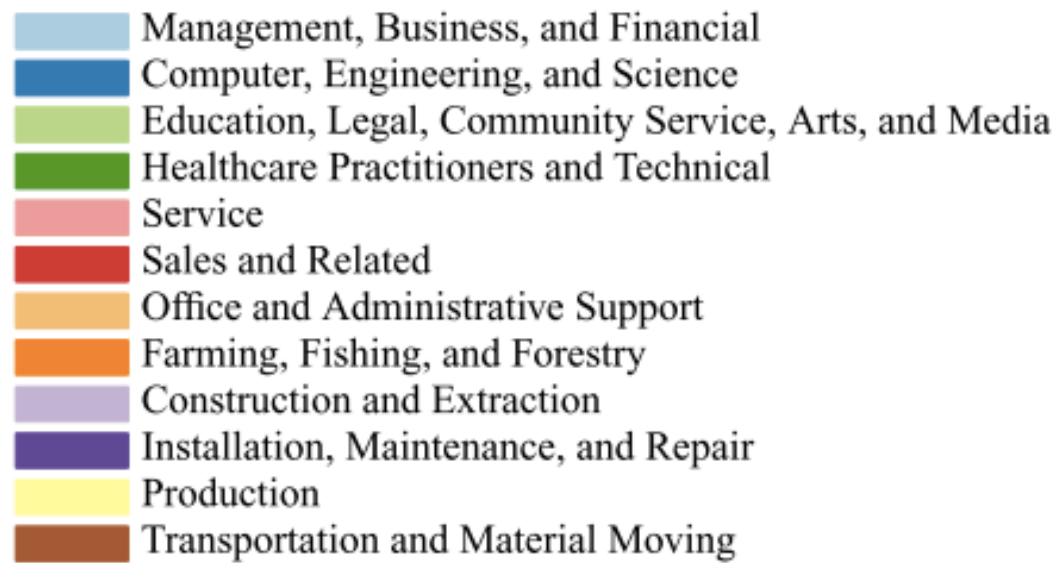 Management, Business, and Financial
Computer, Engineering, and Science
Education, Legal, Community Service, Arts, and Media
Healthcare Practitioners and Technical
Service
Sales and Related
Office and Administrative Support
Farming, Fishing, and Forestry
Construction and Extraction
Installation, Maintenance, and Repair
Production
Transportation and Material Moving